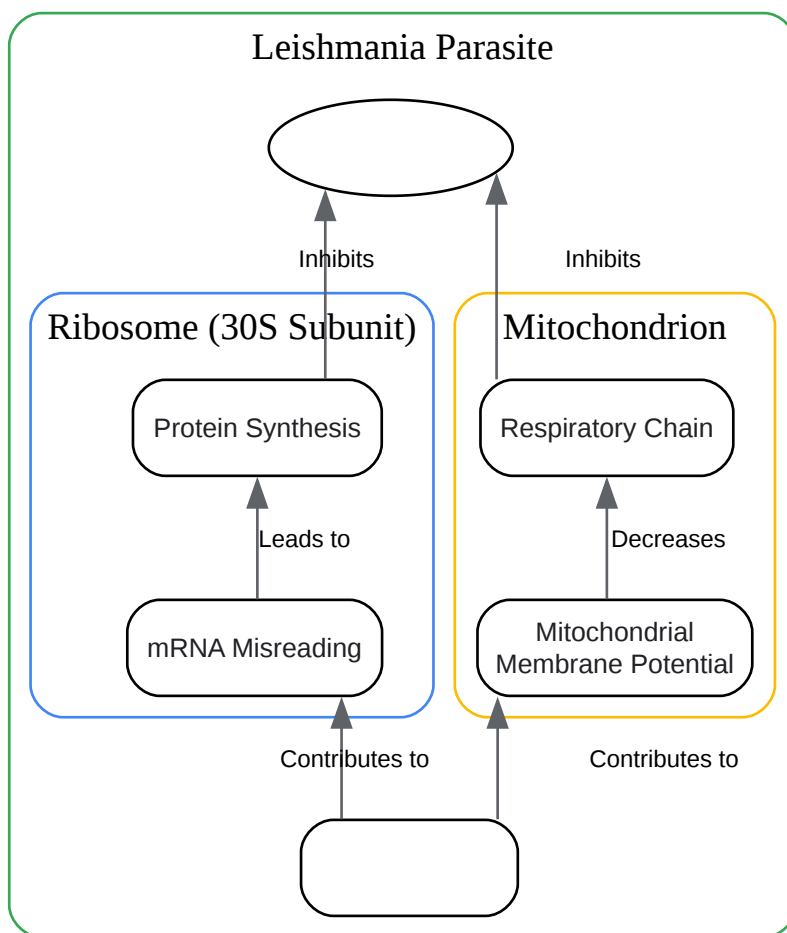 Leishmania Parasite
Inhibits
Inhibits
Ribosome (30S Subunit)
Mitochondrion
Protein Synthesis
Respiratory Chain
Leads to
Decreases
mRNA Misreading
Mitochondrial
Membrane Potential
Contributes to
Contributes to